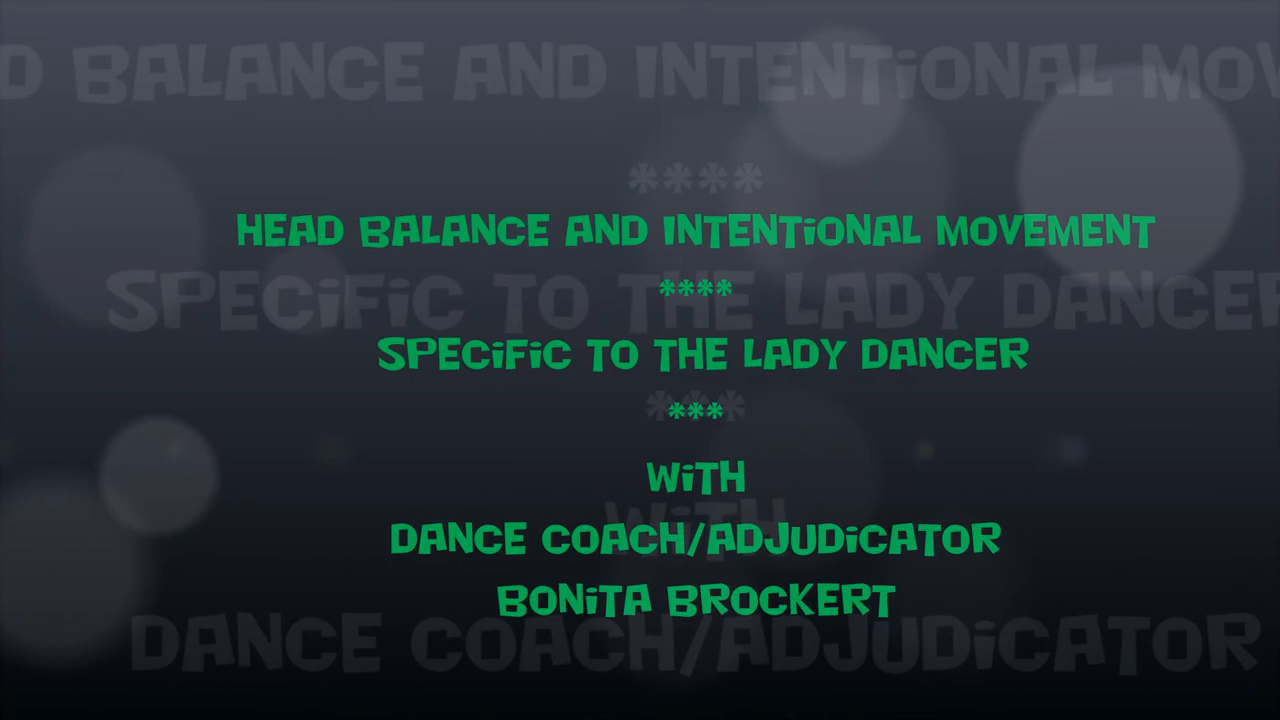 HEAD BALANCE AND INTENTIONAL MOVEMENT
****
SPECIFIC TO THE LADY DANCER
***
WITH
DANCE COACH/ADJUDICATOR
BONITA BROCKERT